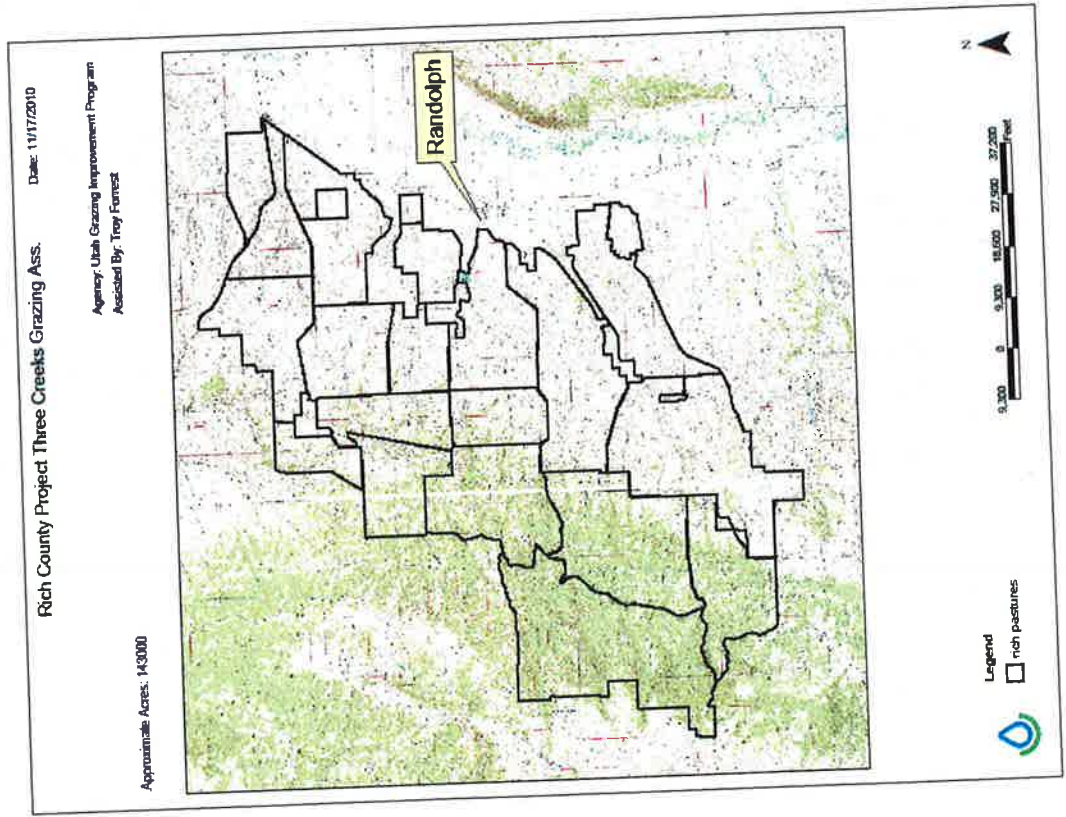 Rich County Project Three Creeks Grazing Ass.
Date: 11/17/2010
Agency: Utah Grazing Improvement Program
Assisted By: Troy Forrest
Approximate Acres: 143000
Randolph
N
Legend
rich pastures
9,300 0 9,300 18,600 27,900 37,200
Feet